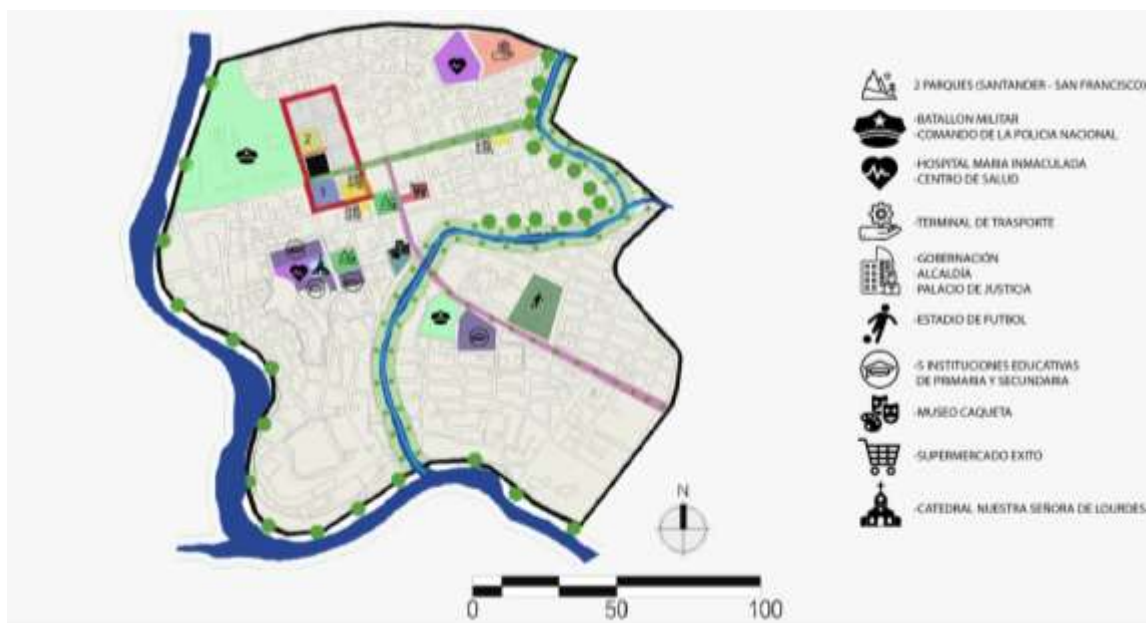 2 PARQUES (SANTANDER - SAN FRANCISCO)
-BATALLON MILITAR
-COMANDO DE LA POLICIA NACIONAL
-HOSPITAL MARIA INMACULADA
-CENTRO DE SALUD
-TERMINAL DE TRASPORTE
-GOBERNACIÓN
ALCALDÍA
PALACIO DE JUSTICIA
-ESTADIO DE FUTBOL
-5 INSTITUCIONES EDUCATIVAS
DE PRIMARIA Y SECUNDARIA
-MUSEO CAQUETA
-SUPERMERCADO EXITO
-CATEDRAL NUESTRA SEÑORA DE LOURDES
2
1
N
0 50 100